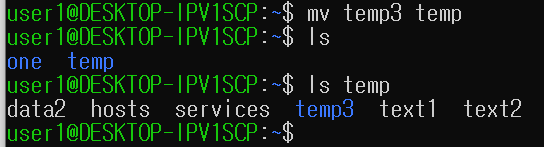 user1@DESKTOP-IPV1SCP:~$ mv temp3 temp
user1@DESKTOP-IPV1SCP:~$ ls
one  temp
user1@DESKTOP-IPV1SCP:~$ ls temp
data2  hosts  services  temp3  text1  text2
user1@DESKTOP-IPV1SCP:~$